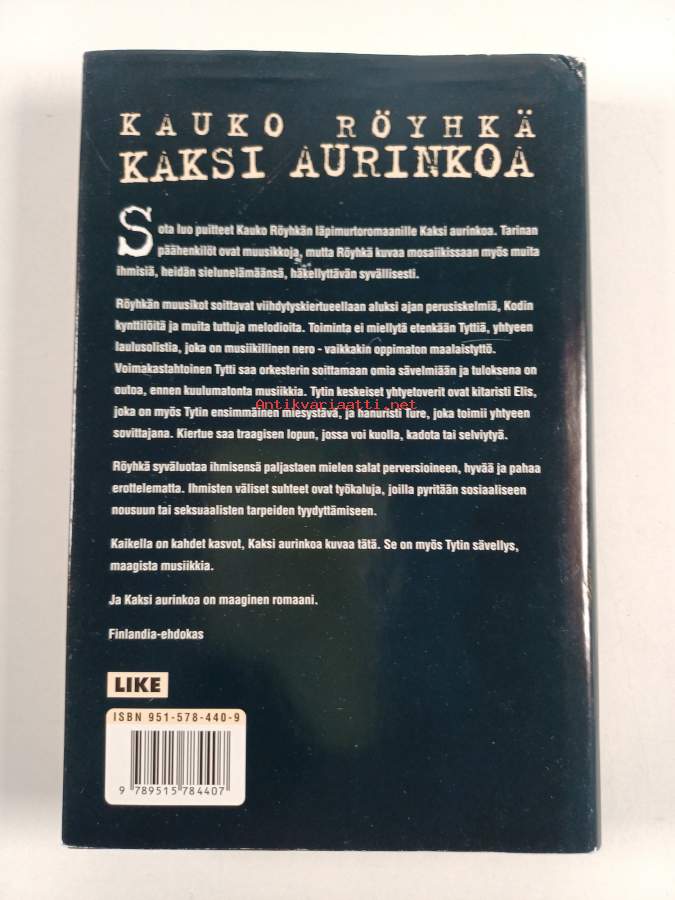 KAUKO RÖYHKÄ
KAKSI AURINKOA
Sota luo puitteet Kauko Röyhkän läpimurtoromaanille Kaksi aurinkoa. Tarinan
päähenkilöt ovat muusikkoja, mutta Röyhkä kuvaa mosaiikissaan myös muita
ihmisiä, heidän sielunelämäänsä, häkellyttävän syvällisesti.
Röyhkän muusikot soittavat viihdytyskiertueellaan aluksi ajan perusiskelmiä, Kodin
kynttilöitä ja muita tuttuja melodioita. Toiminta ei miellytä etenkään Tyttiä, yhtyeen
laulusolistia, joka on musiikillinen nero - vaikkakin oppimaton maalaistyttö.
Voimakastahtoinen Tytti saa orkesterin soittamaan omia sävelmiään ja tuloksena on
outoa, ennen kuulumatonta musiikkia. Tytin keskeiset yhtyetoverit ovat kitaristi Elis,
joka on myös Tytin ensimmäinen miesystävä, ja hanuristi Ture, joka toimii yhtyeen
Antikvariaatti.net
sovittajana. Kiertue saa traagisen lopun, jossa voi kuolla, kadota tai selviytyä.
Röyhkä syväluotaa ihmisensä paljastaen mielen salat perversioineen, hyvää ja pahaa
erottelematta. Ihmisten väliset suhteet ovat työkaluja, joilla pyritään sosiaaliseen
nousuun tai seksuaalisten tarpeiden tyydyttämiseen.
Kaikella on kahdet kasvot, Kaksi aurinkoa kuvaa tätä. Se on myös Tytin sävellys,
maagista musiikkia.
Ja Kaksi aurinkoa on maaginen romaani.
Finlandia-ehdokas
LIKE
ISBN 951-578-440-9
9 789515 784407